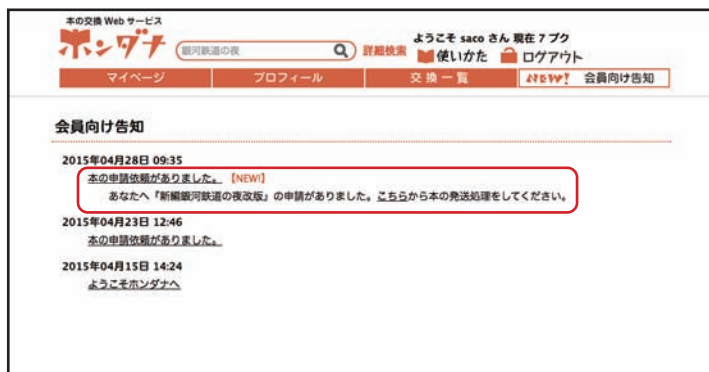 本の交換 Web サービス
ホンダナ
銀河鉄道の夜
詳細検索
ようこそ saco さん 現在 7 ブク
使いかた ログアウト
マイページ プロフィール 交換一覧 NEW! 会員向け告知
会員向け告知
2015年04月28日 09:35
本の申請依頼がありました。【NEW!】
あなたへ「新編銀河鉄道の夜改版」の申請がありました。こちらから本の発送処理をしてください。
2015年04月23日 12:46
本の申請依頼がありました。
2015年04月15日 14:24
ようこそホンダナへ